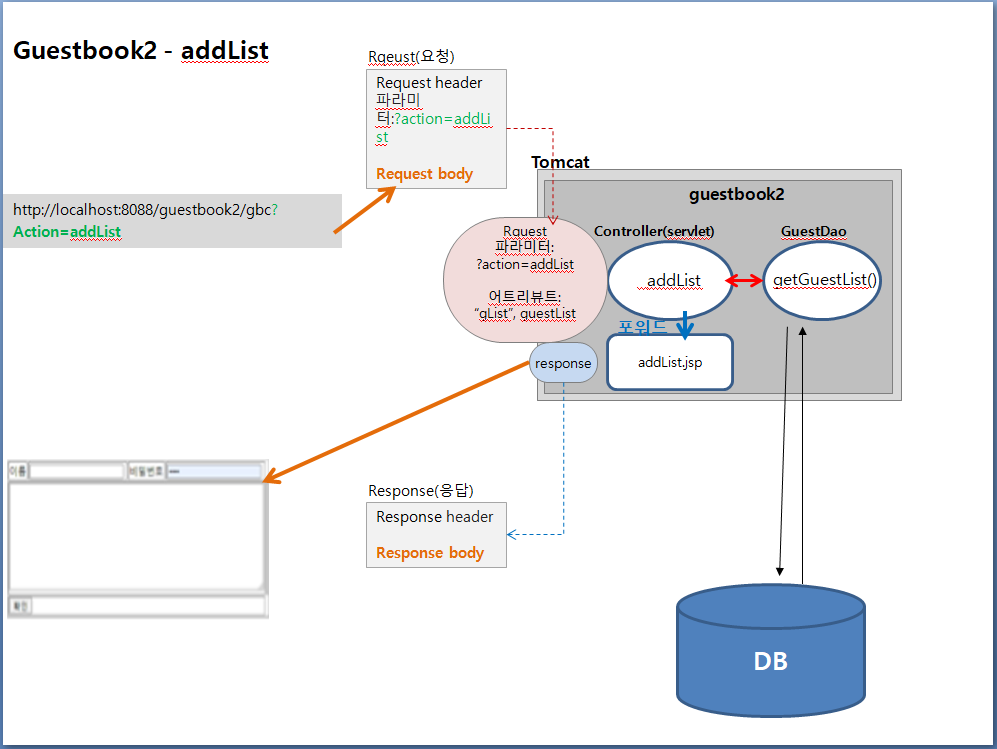 Guestbook2 - addList
Rqeust(요청)
Request header
파라미
터:?action=addLi
st
Request body
http://localhost:8088/guestbook2/gbc?
Action=addList
Tomcat
guestbook2
Rquest
파라미터:
?action=addList
어트리뷰트:
“gList”, guestList
Controller(servlet)
GuestDao
addList
getGuestList()
포워드
addList.jsp
response
이름
비밀번호
확인
Response(응답)
Response header
Response body
DB